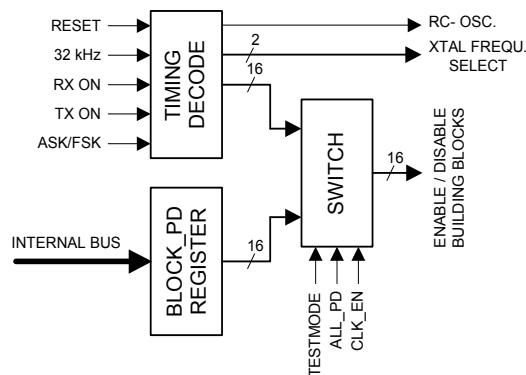 RESET
32 kHz
RX ON
TX ON
ASK/FSK
TIMING
DECODE
2
16
RC- OSC.
XTAL FREQU.
SELECT
SWITCH
16
ENABLE / DISABLE
BUILDING BLOCKS
INTERNAL BUS
BLOCK_PD
REGISTER
16
TESTMODE
ALL_PD
CLK_EN